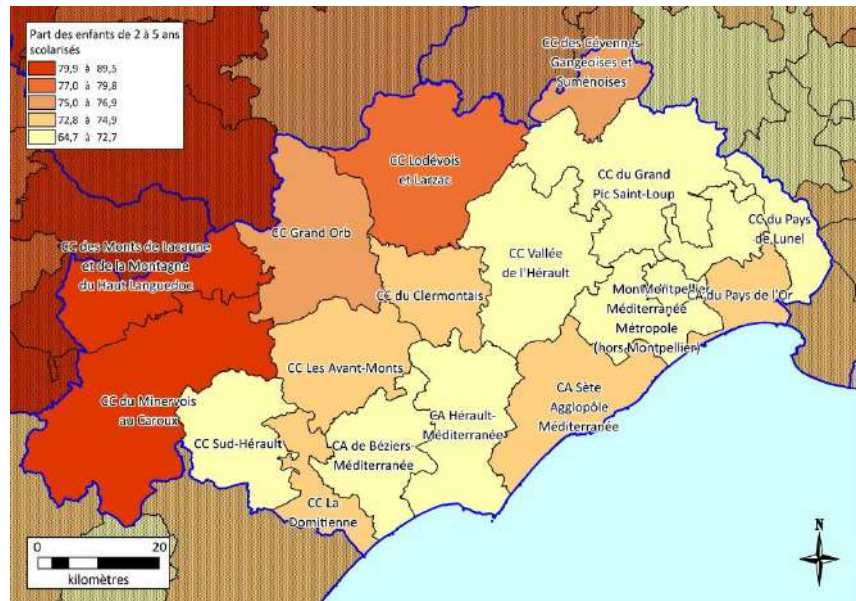 Part des enfants de 2 à 5 ans
scolarisés
79,9 à 89,5
77,0 à 79,8
75,0 à 76,9
72,8 à 74,9
64,7 à 72,7
CC des Cévennes
Gangeoises et
Suménoises
CC Lodévois
et Larzac
CC du Grand
Pic Saint-Loup
CC Grand Orb
CC du Pays
de Lunel
CC des Monts de Lacaune
et de la Montagne
du Haut Languedoc
CC Vallée
de l'Hérault
CC du Clermontais
Montpellier
Méditerranée
Métropole
(hors Montpellier)
CA du Pays de l'Or
CC Les Avant-Monts
CC du Minervois
au Caroux
CA Sète
Agglopôle
Méditerranée
CA Hérault-
Méditerranée
CC Sud-Hérault
CA de Béziers-
Méditerranée
CC La
Domitienne
0 20
kilomètres
N